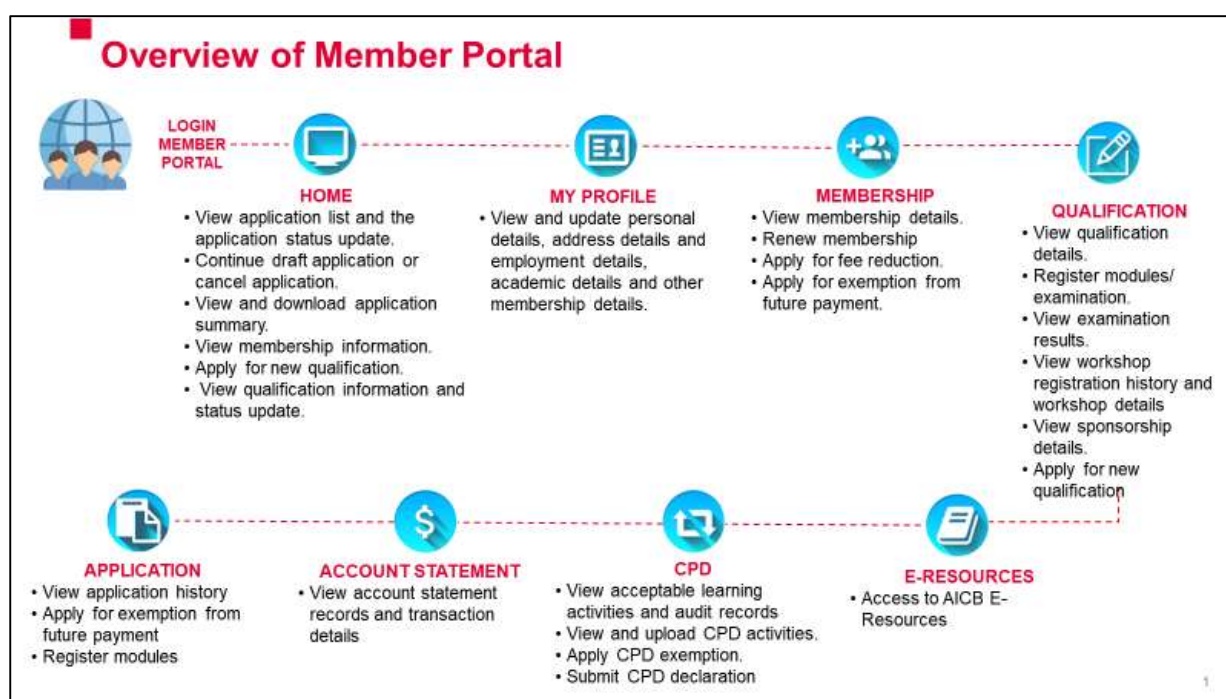 Overview of Member Portal
LOGIN
MEMBER
PORTAL
HOME
• View application list and the
application status update.
• Continue draft application or
cancel application.
• View and download application
summary.
• View membership information.
• Apply for new qualification.
• View qualification information and
status update.
MY PROFILE
• View and update personal
details, address details and
employment details,
academic details and other
membership details.
MEMBERSHIP
• View membership details.
• Renew membership
• Apply for fee reduction.
• Apply for exemption from
future payment.
QUALIFICATION
• View qualification
details.
• Register modules/
examination.
• View examination
results.
• View workshop
registration history and
workshop details
• View sponsorship
details.
• Apply for new
qualification
APPLICATION
• View application history
• Apply for exemption from
future payment
• Register modules
ACCOUNT STATEMENT
• View account statement
records and transaction
details
CPD
• View acceptable learning
activities and audit records
• View and upload CPD activities.
• Apply CPD exemption.
• Submit CPD declaration
E-RESOURCES
• Access to AICB E-
Resources
1